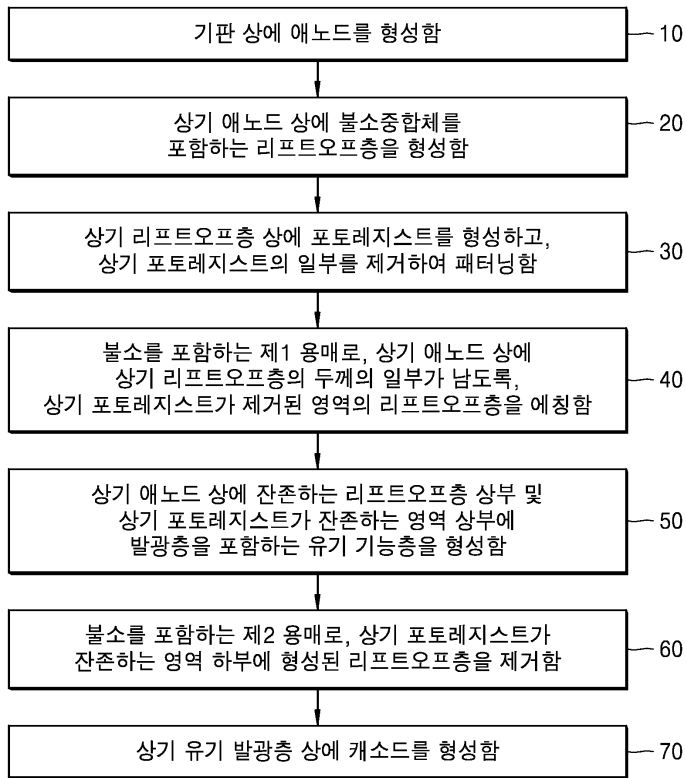 기판 상에 애노드를 형성함
10
상기 애노드 상에 불소중합체를
포함하는 리프트오프층을 형성함
20
상기 리프트오프층 상에 포토레지스트를 형성하고,
상기 포토레지스트의 일부를 제거하여 패터닝함
30
불소를 포함하는 제1 용매로, 상기 애노드 상에
상기 리프트오프층의 두께의 일부가 남도록,
상기 포토레지스트가 제거된 영역의 리프트오프층을 에칭함
40
상기 애노드 상에 잔존하는 리프트오프층 상부 및
상기 포토레지스트가 잔존하는 영역 상부에
발광층을 포함하는 유기 기능층을 형성함
50
불소를 포함하는 제2 용매로, 상기 포토레지스트가
잔존하는 영역 하부에 형성된 리프트오프층을 제거함
60
상기 유기 발광층 상에 캐소드를 형성함
70